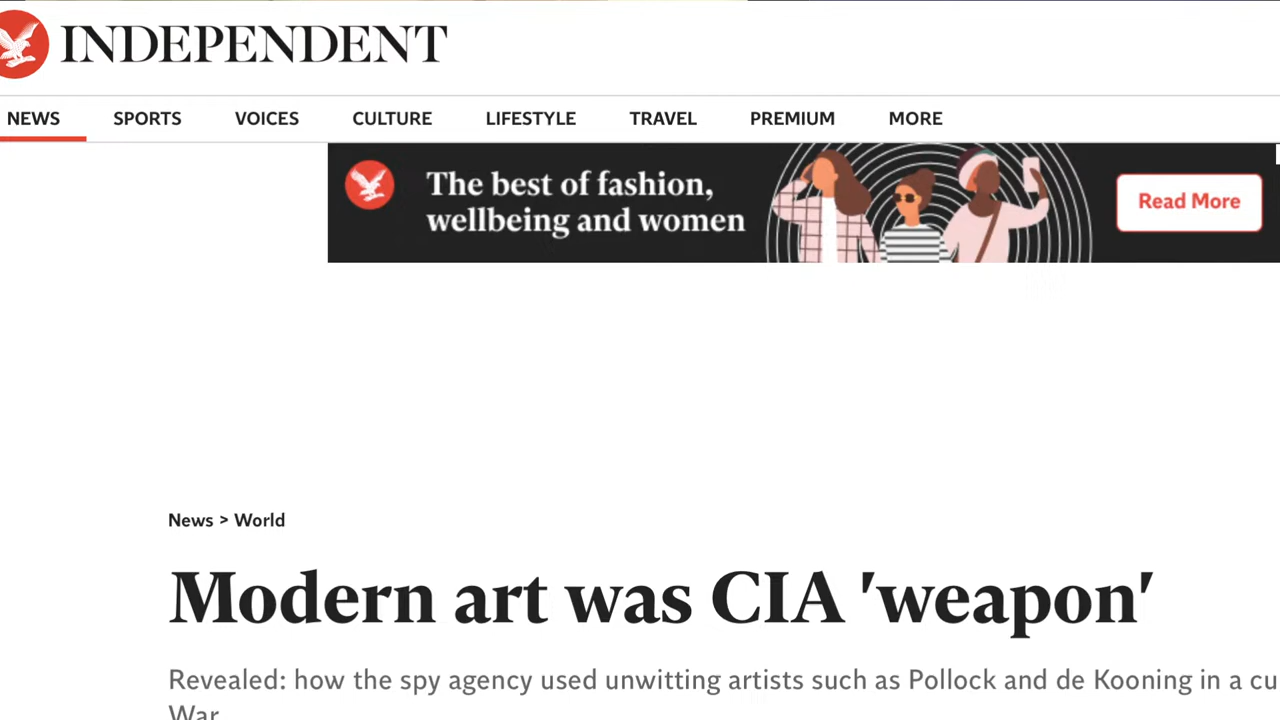 INDEPENDENT
NEWS SPORTS VOICES CULTURE LIFESTYLE TRAVEL PREMIUM MORE
The best of fashion,
wellbeing and women
Read More
News > World
Modern art was CIA 'weapon'
Revealed: how the spy agency used unwitting artists such as Pollock and de Kooning in a cu
War